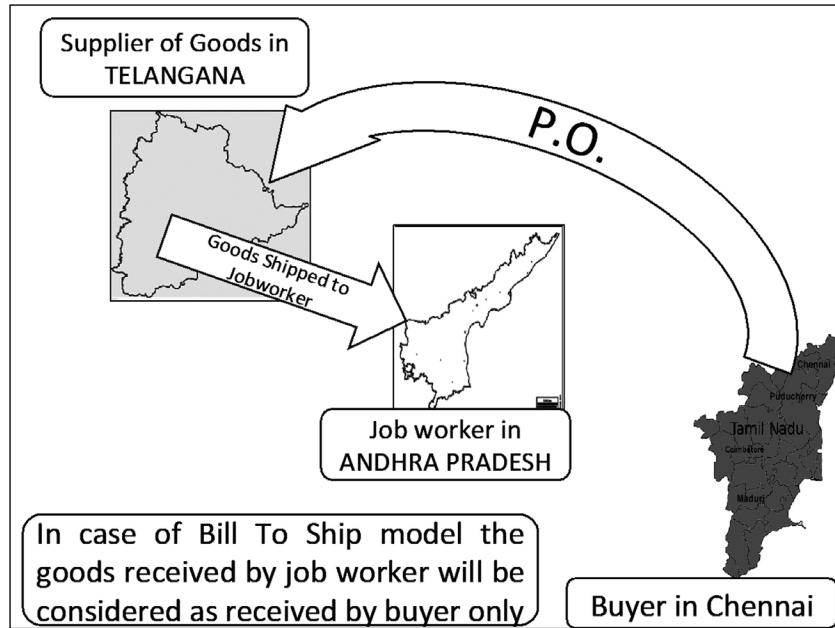 Supplier of Goods in
TELANGANA
P.O.
Goods Shipped to
Jobworker
Chennai
Puducherry
Tamil Nadu
Coimbatore
Job worker in
ANDHRA PRADESH
In case of Bill To Ship model the
goods received by job worker will be
considered as received by buyer only
Buyer in Chennai